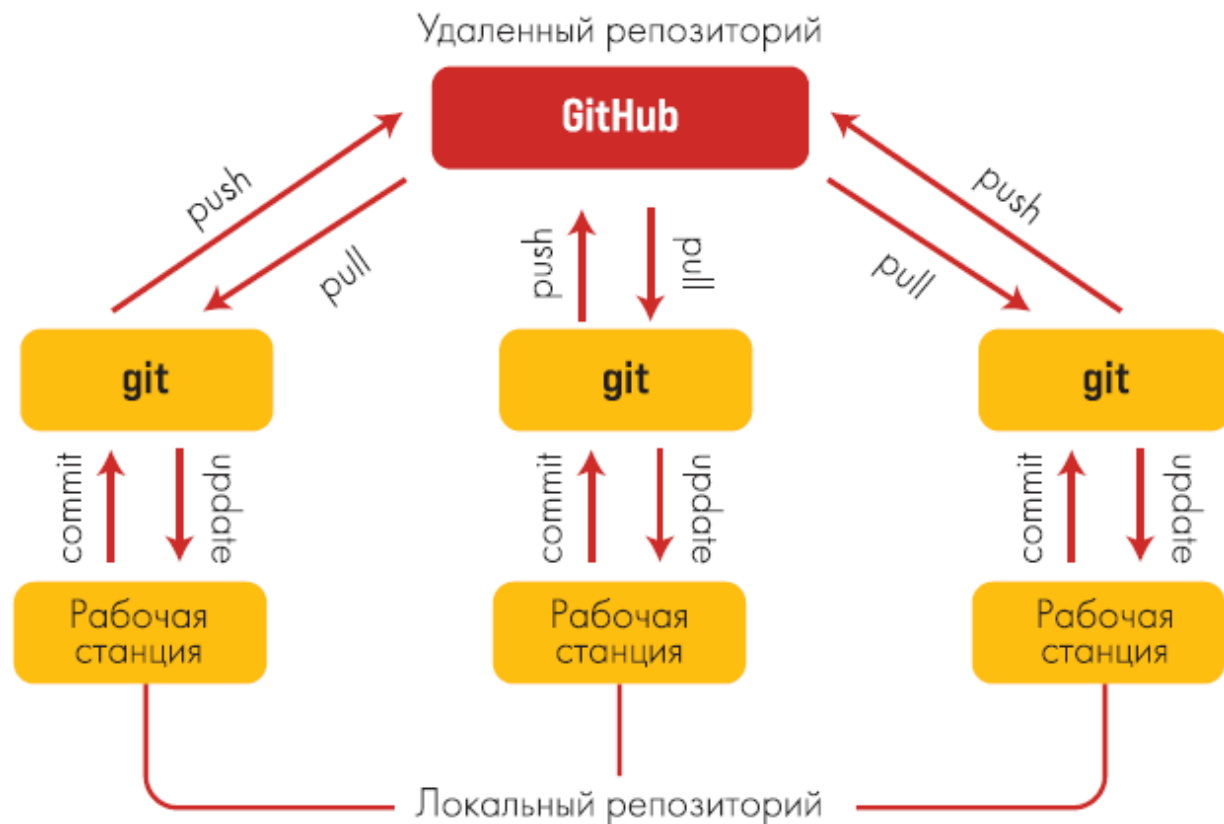 Удаленный репозиторий
GitHub
push
pull
push
pull
pull
push
git
git
git
commit
update
commit
update
commit
update
Рабочая
станция
Рабочая
станция
Рабочая
станция
Локальный репозиторий